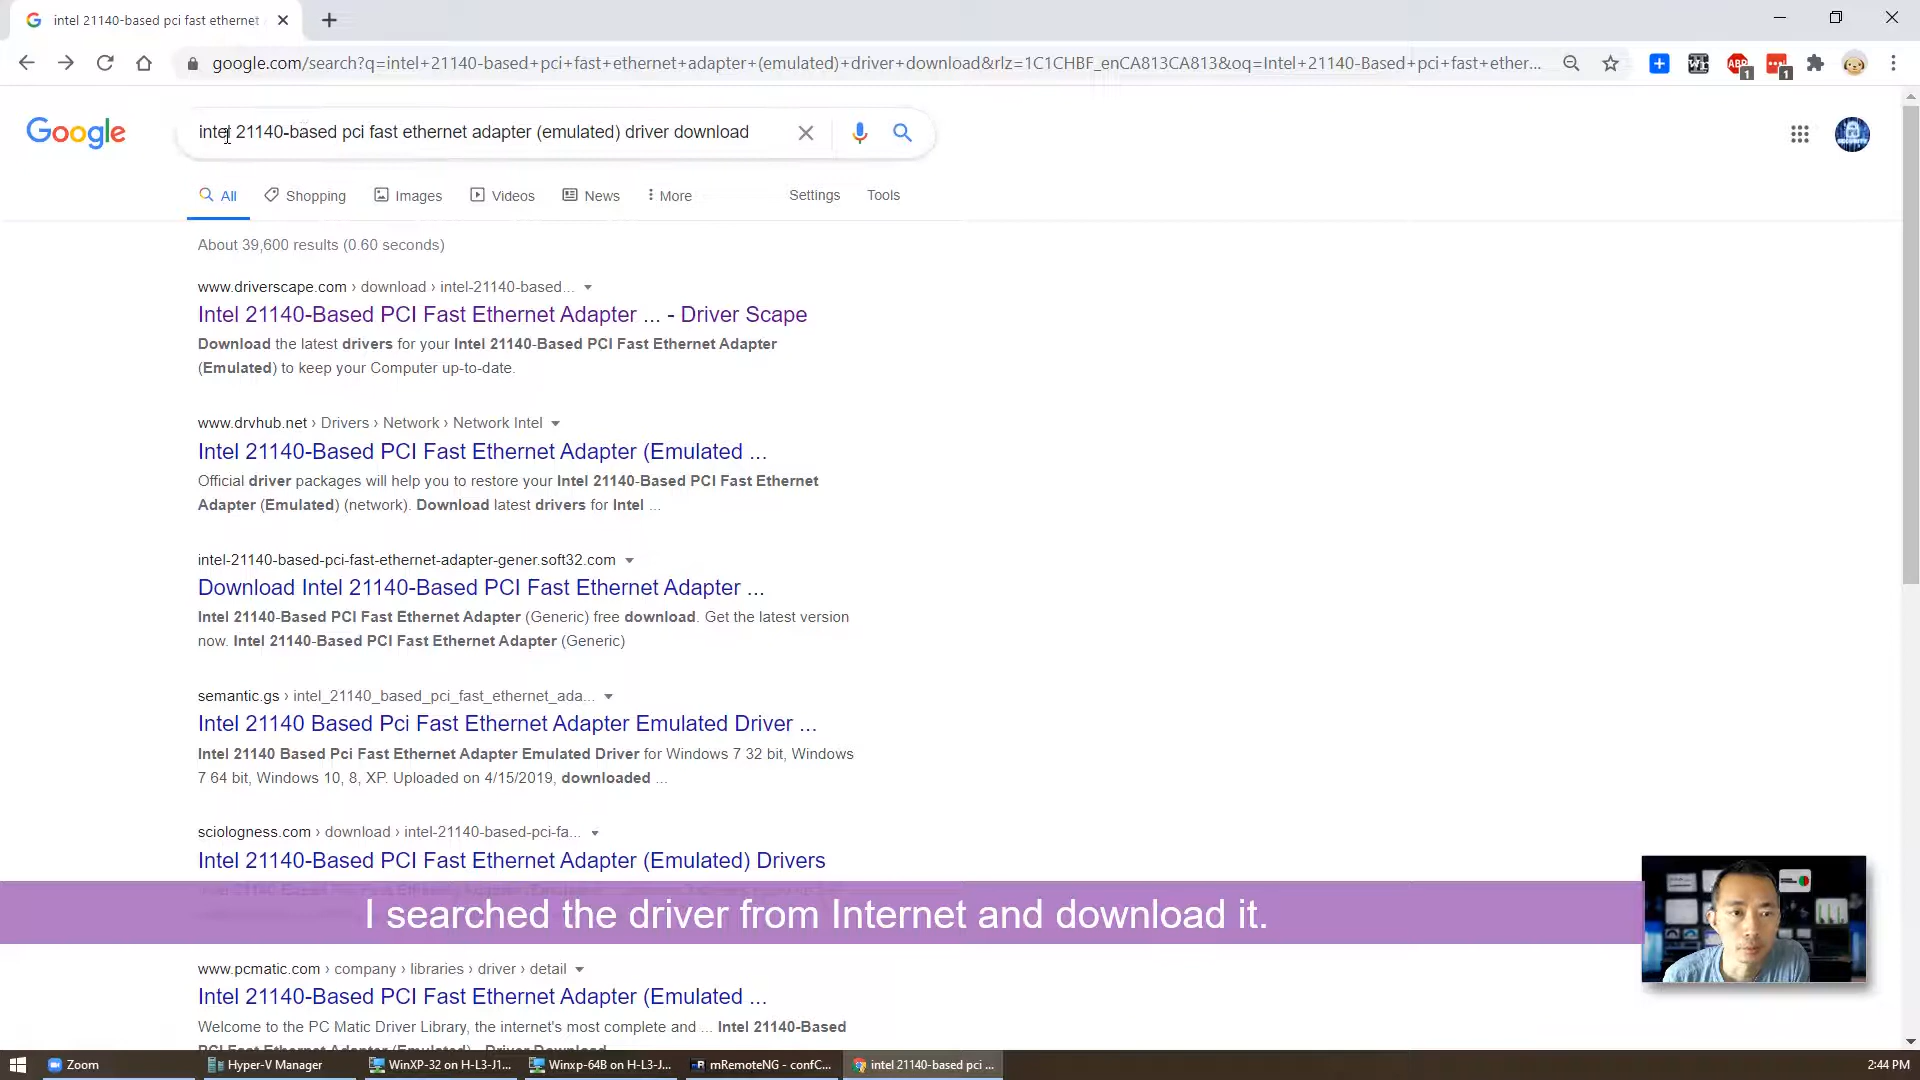 intel 21140-based pci fast ethernet
google.com/search?q=intel+21140-based+pci+fast+ethernet+adapter+(emulated)+driver+download&rlz=1C1CHBF_enCA813CA813&oq=Intel+21140-Based+pci+fast+ether...
ABP 1
1
Google
intel 21140-based pci fast ethernet adapter (emulated) driver download
All
Shopping
Images
Videos
News
More
Settings
Tools
About 39,600 results (0.60 seconds)
www.driverscape.com › download › intel-21140-based...
Intel 21140-Based PCI Fast Ethernet Adapter ... - Driver Scape
Download the latest drivers for your Intel 21140-Based PCI Fast Ethernet Adapter
(Emulated) to keep your Computer up-to-date.
www.drvhub.net › Drivers › Network › Network Intel
Intel 21140-Based PCI Fast Ethernet Adapter (Emulated ...
Official driver packages will help you to restore your Intel 21140-Based PCI Fast Ethernet
Adapter (Emulated) (network). Download latest drivers for Intel ...
intel-21140-based-pci-fast-ethernet-adapter-gener.soft32.com
Download Intel 21140-Based PCI Fast Ethernet Adapter ...
Intel 21140-Based PCI Fast Ethernet Adapter (Generic) free download. Get the latest version
now. Intel 21140-Based PCI Fast Ethernet Adapter (Generic)
semantic.gs › intel_21140_based_pci_fast_ethernet_ada...
Intel 21140 Based Pci Fast Ethernet Adapter Emulated Driver ...
Intel 21140 Based Pci Fast Ethernet Adapter Emulated Driver for Windows 7 32 bit, Windows
7 64 bit, Windows 10, 8, XP. Uploaded on 4/15/2019, downloaded ...
sciologness.com › download › intel-21140-based-pci-fa...
Intel 21140-Based PCI Fast Ethernet Adapter (Emulated) Drivers
I searched the driver from Internet and download it.
www.pcmatic.com › company › libraries › driver › detail
Intel 21140-Based PCI Fast Ethernet Adapter (Emulated ...
Welcome to the PC Matic Driver Library, the internet's most complete and ... Intel 21140-Based
PCI Fast Ethernet Adapter (Emulated) - Driver Download
Zoom
Hyper-V Manager
WinXP-32 on H-L3-J1...
Winxp-64B on H-L3-J...
mRemoteNG - confC...
intel 21140-based pci ...
2:44 PM